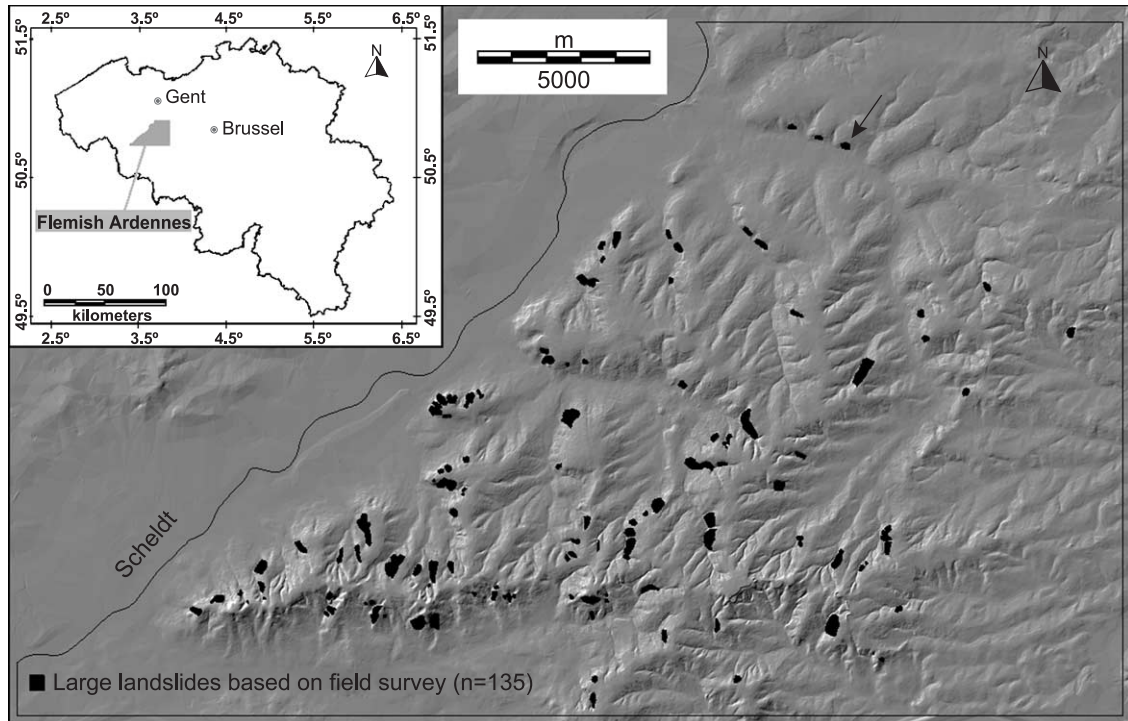 2.5° 3.5° 4.5° 5.5° 6.5°
51.5°
51.5°
N
Gent
Brussel
50.5°
50.5°
Flemish Ardennes
0 50 100
kilometers
49.5°
49.5°
2.5° 3.5° 4.5° 5.5° 6.5°
m
5000
N
Scheldt
Large landslides based on field survey (n=135)